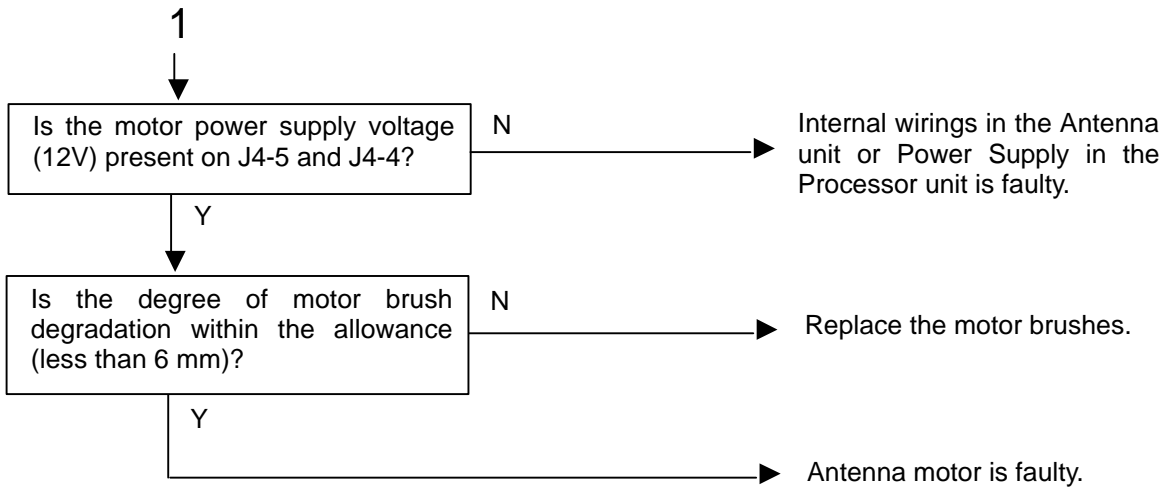 1
Is the motor power supply voltage
(12V) present on J4-5 and J4-4?
N
Internal wirings in the Antenna
unit or Power Supply in the
Processor unit is faulty.
Y
Is the degree of motor brush
degradation within the allowance
(less than 6 mm)?
N
Replace the motor brushes.
Y
Antenna motor is faulty.